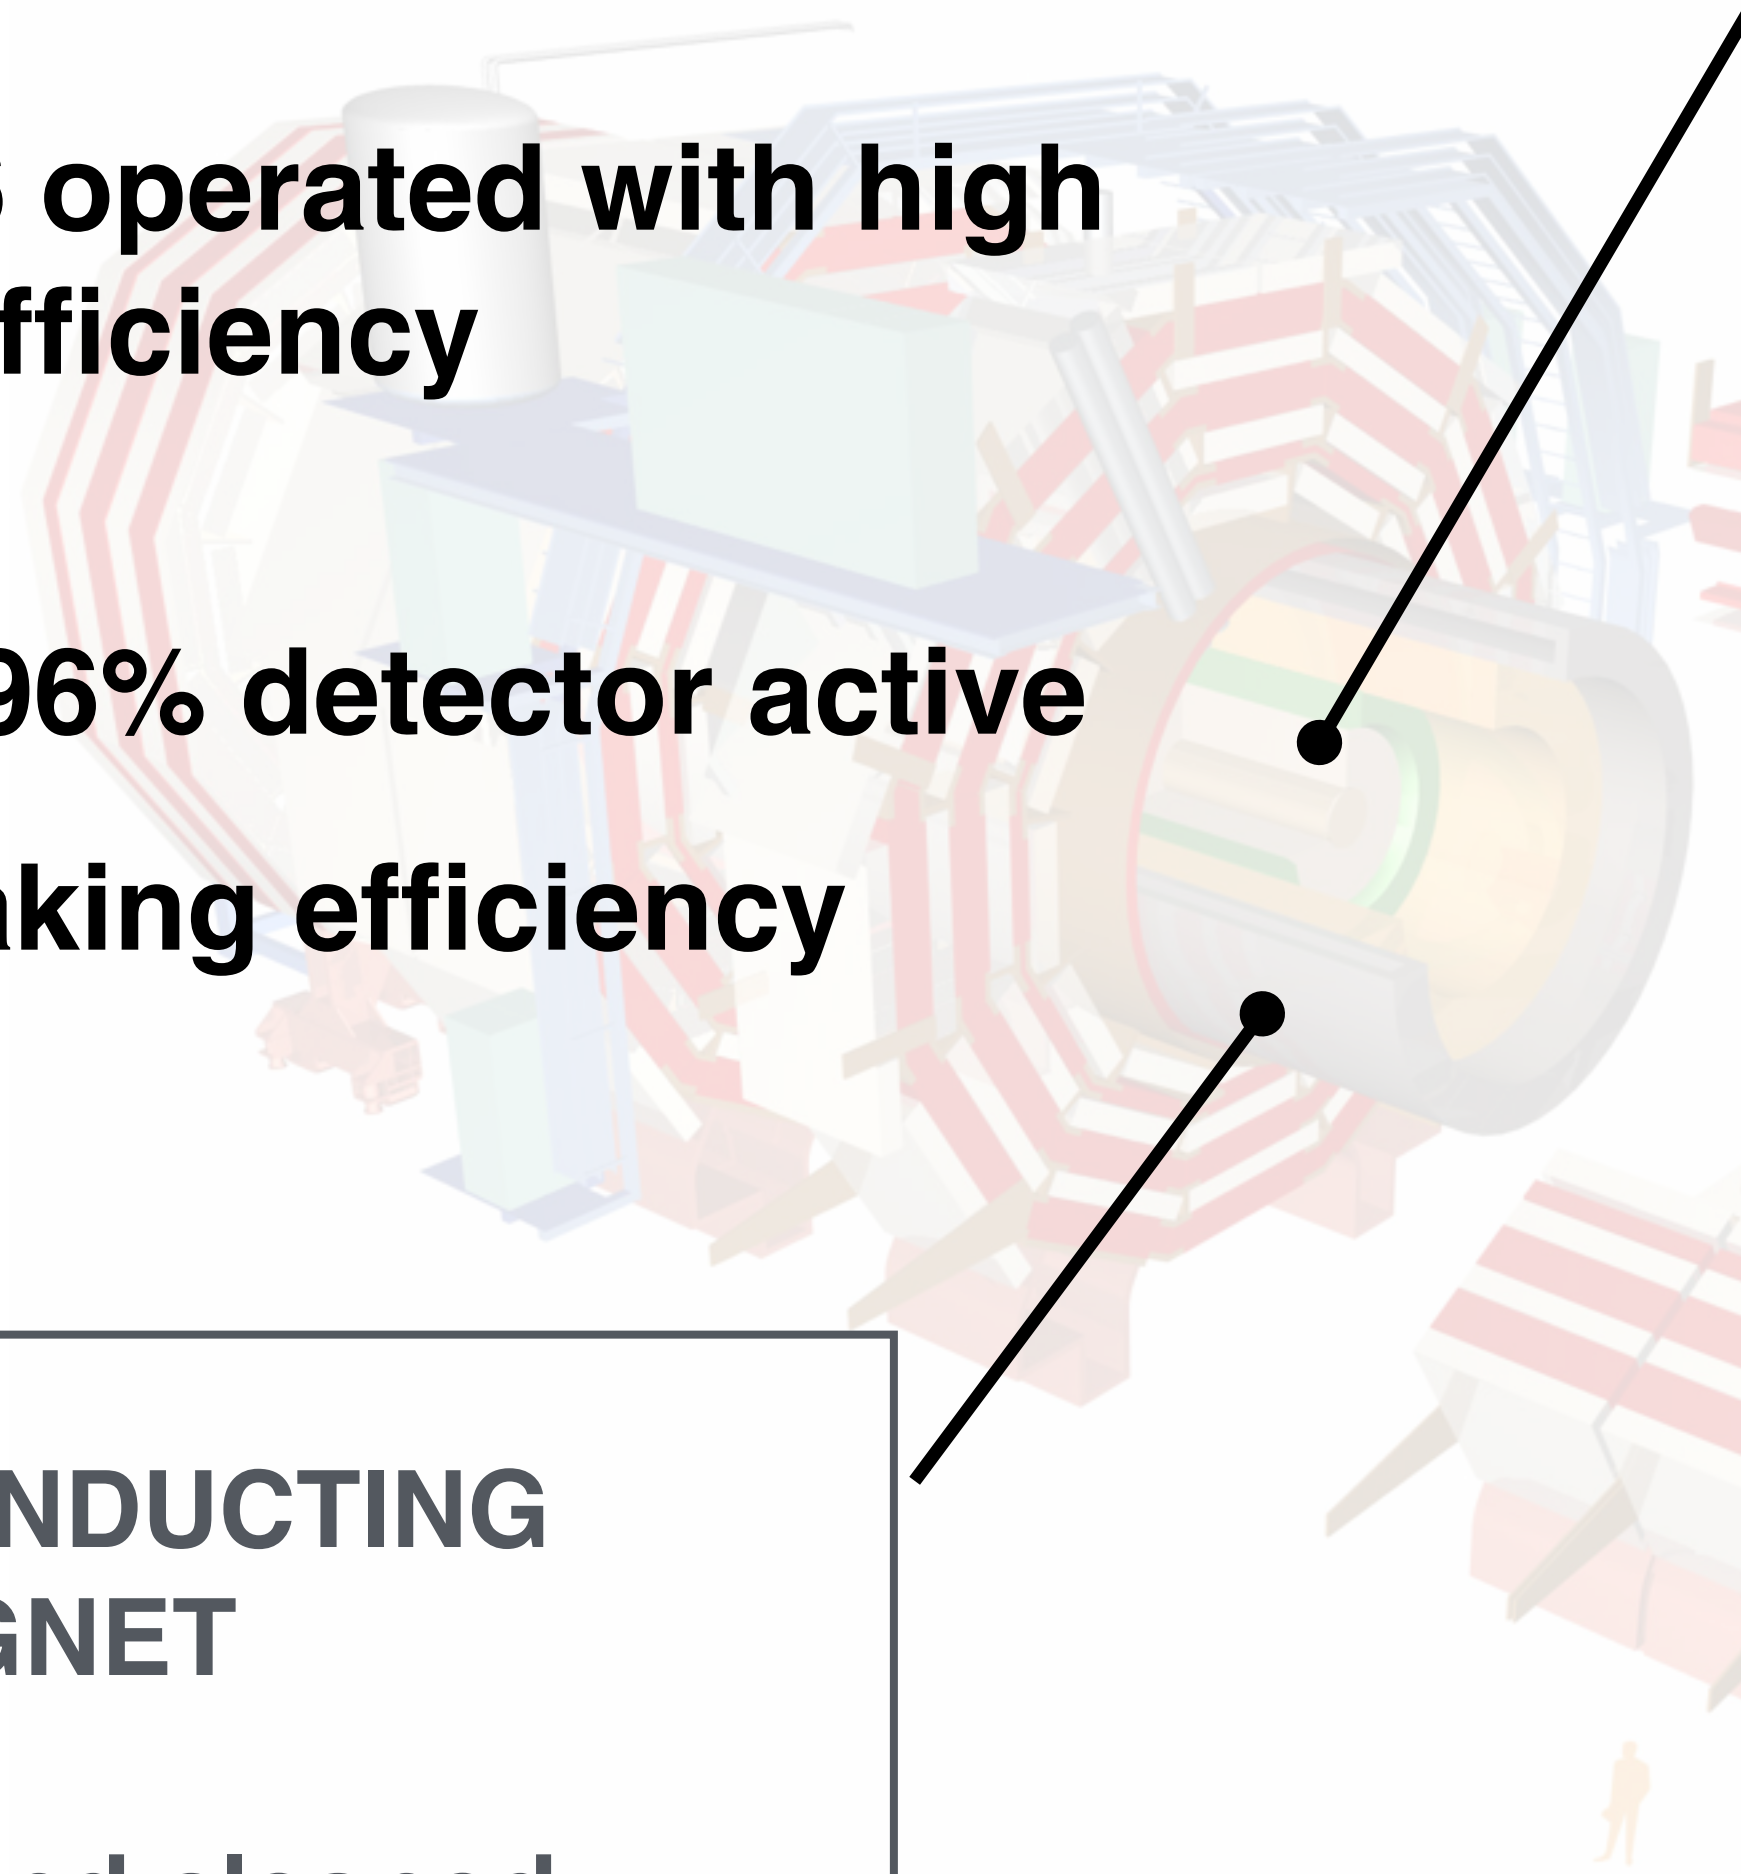 operated with high
fficiency
96% detector active
aking efficiency
NDUCTING
GNET